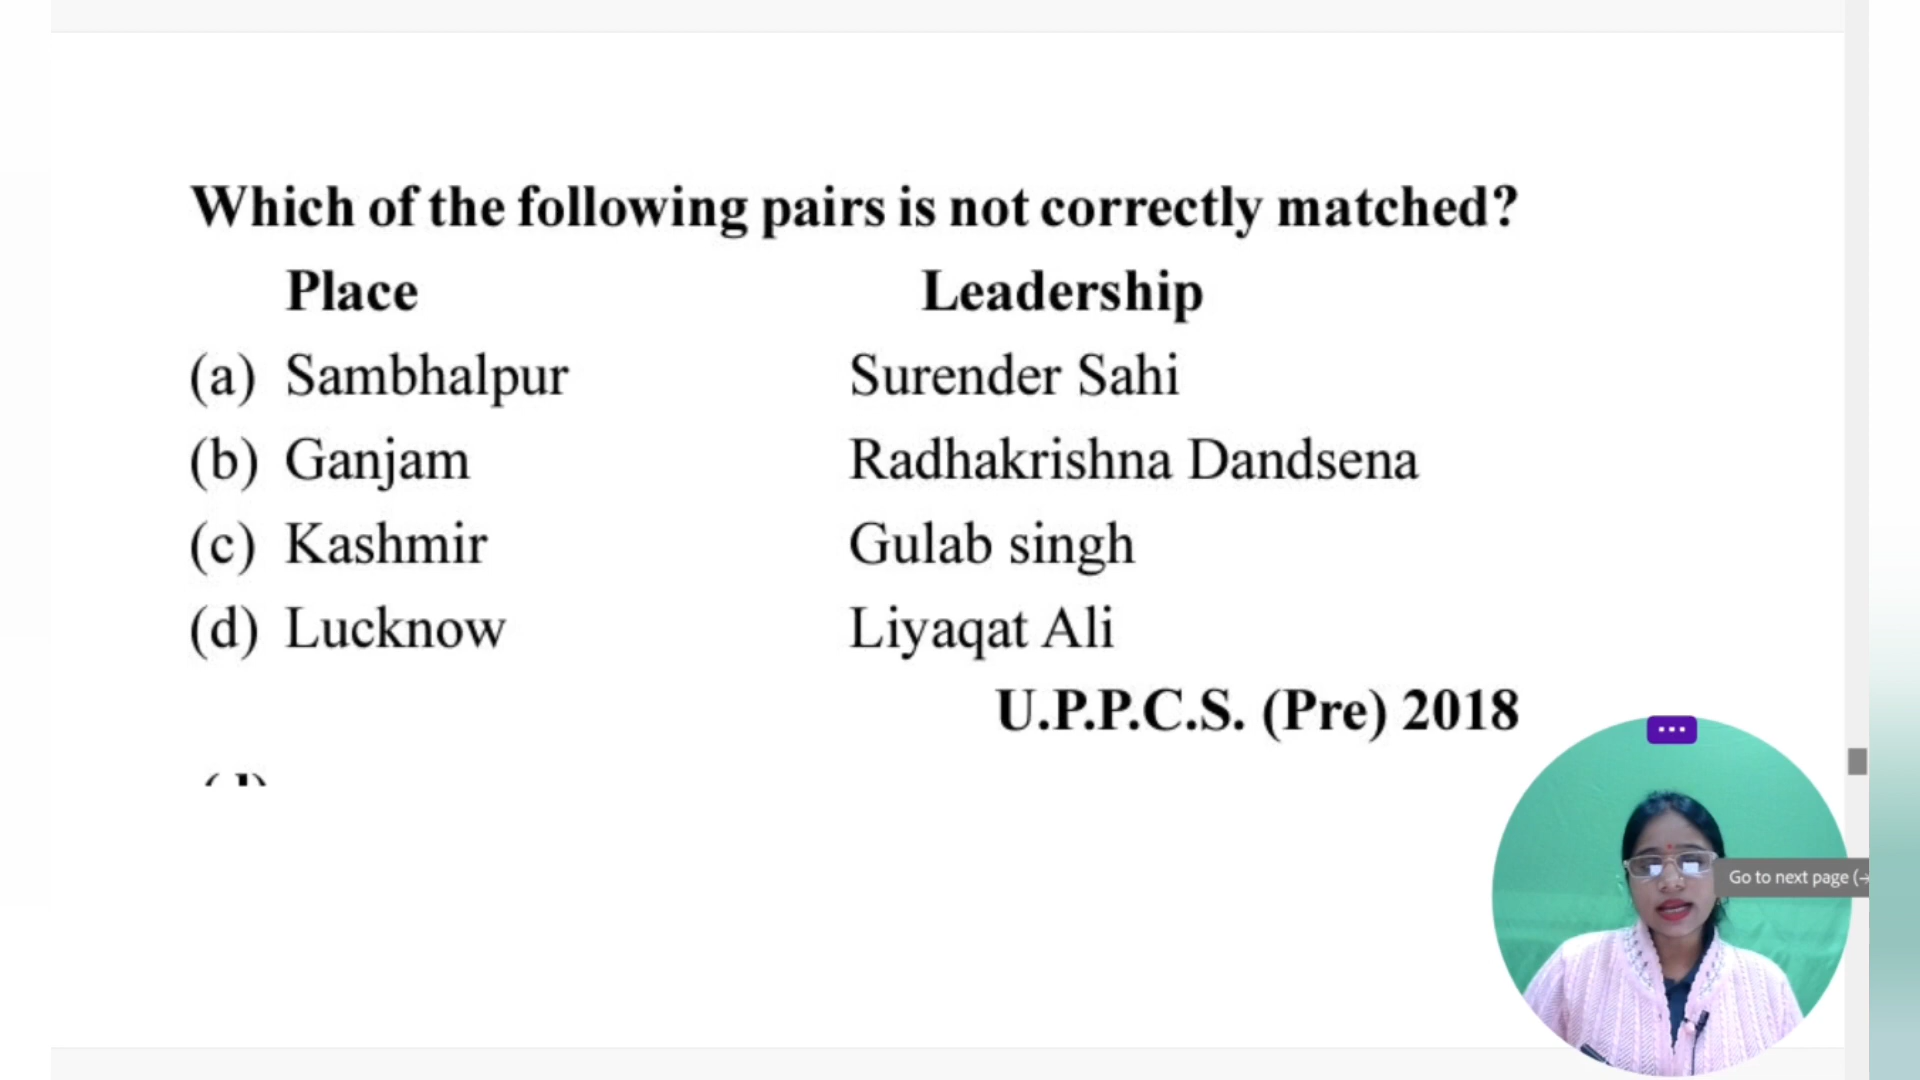 Which of the following pairs is not correctly matched?
Place Leadership
(a) Sambhalpur Surender Sahi
(b) Ganjam Radhakrishna Dandsena
(c) Kashmir Gulab singh
(d) Lucknow Liyaqat Ali
U.P.P.C.S. (Pre) 2018
Go to next page (→